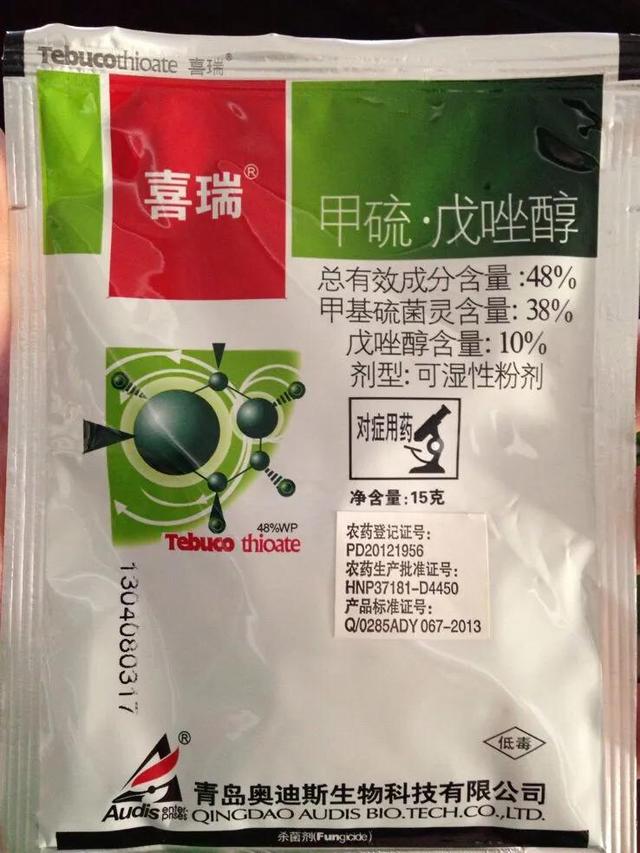 Tebucothioate 喜瑞®
喜瑞®
甲硫·戊唑醇
总有效成分含量:48%
甲基硫菌灵含量:38%
戊唑醇含量:10%
剂型:可湿性粉剂
对症用药
净含量:15克
48%WP
Tebuco thioate
农药登记证号:
PD20121956
农药生产批准证号:
HNP37181-D4450
产品标准证号:
Q/0285ADY 067-2013
1304080317
低毒
®
Audis enter-
prises
青岛奥迪斯生物科技有限公司
QINGDAO AUDIS BIO.TECH.CO.,LTD.
杀菌剂(Fungicide)